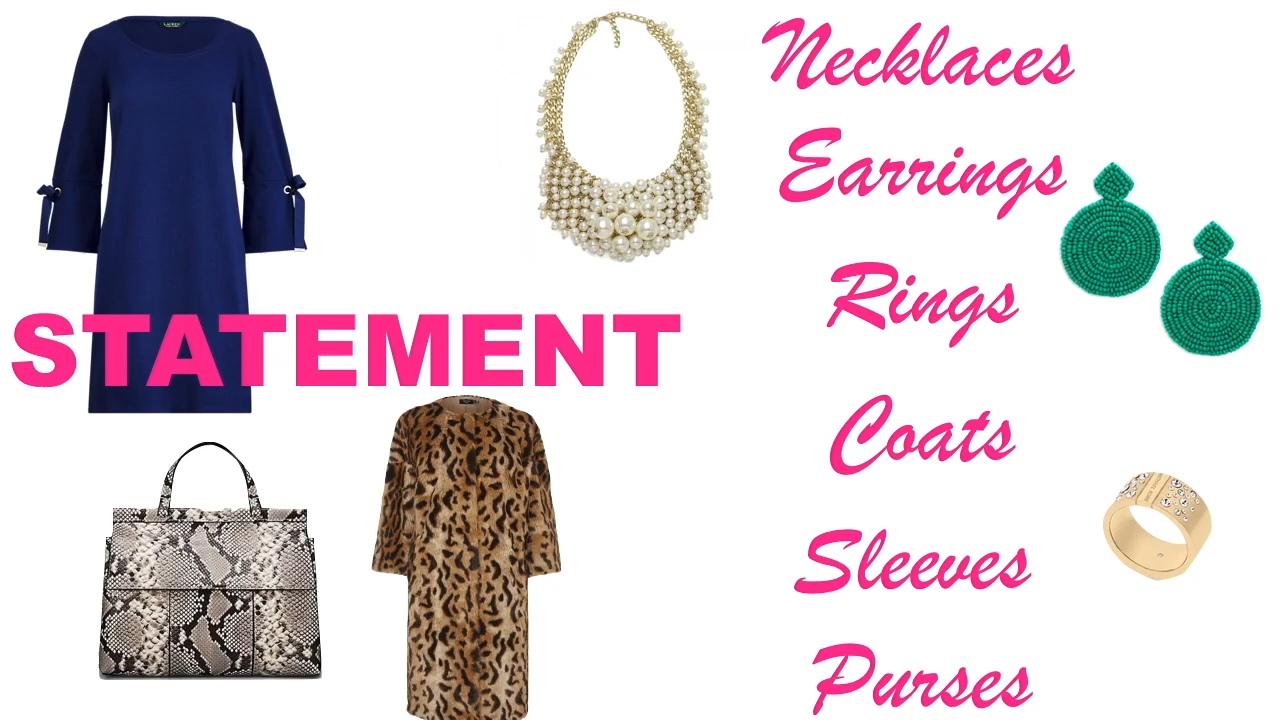 STATEMENT
Necklaces
Earrings
Rings
Coats
Sleeves
Purses